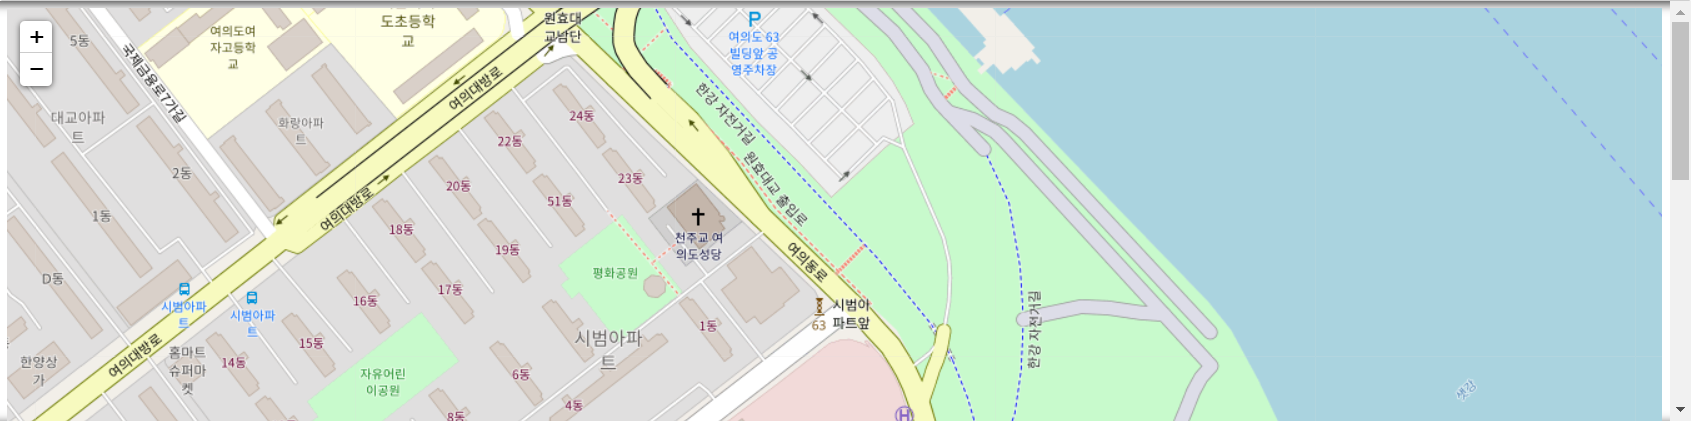 +
−
5동
국제금융로7가길
대교아파
트
2동
1동
D동
여의도여
자고등학
교
도초등학
교
원효대
교남단
여의대방로
화랑아파
트
P
여의도 63
빌딩앞 공
영주차장
한강 자전거길
원효대교 출입로
24동
22동
20동
23동
51동
18동
19동
17동
16동
15동
14동
여의대방로
천주교 여
의도성당
평화공원
여의동로
시범아
파트앞
63
1동
시범아파
트
시범아파
트
시범아파
트
여의대방로
홈마트
슈퍼마
켓
한양상
가
자유어린
이공원
6동
4동
8동
H
한강 자전거길
샛강